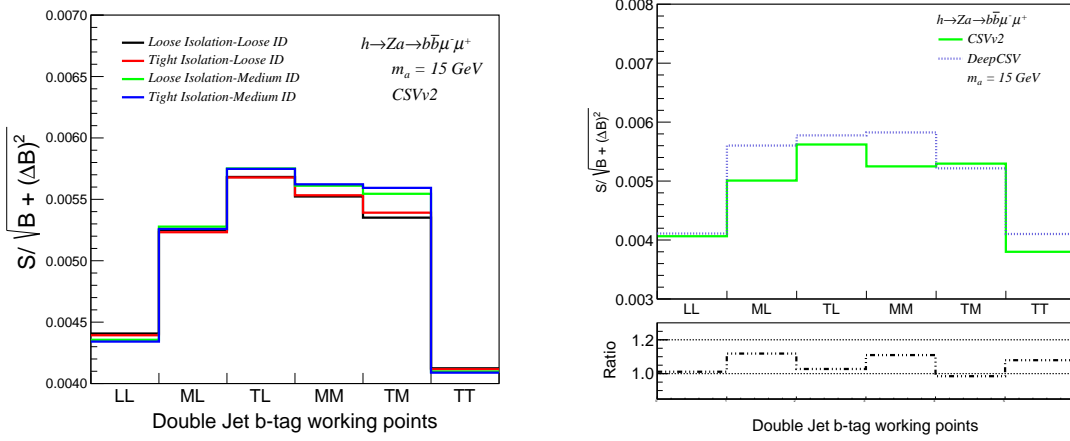 S/ √B + (ΔB)²
0.0070
0.0065
0.0060
0.0055
0.0050
0.0045
0.0040
Loose Isolation-Loose ID
Tight Isolation-Loose ID
Loose Isolation-Medium ID
Tight Isolation-Medium ID
h→Za→bb̅μ⁻μ⁺
mₐ = 15 GeV
CSVv2
LL ML TL MM TM TT
Double Jet b-tag working points
S/ √B + (ΔB)²
0.008
0.007
0.006
0.005
0.004
0.003
h→Za→bb̅μ⁻μ⁺
CSVv2
DeepCSV
mₐ = 15 GeV
LL ML TL MM TM TT
Ratio
1.2
1.0
Double Jet b-tag working points